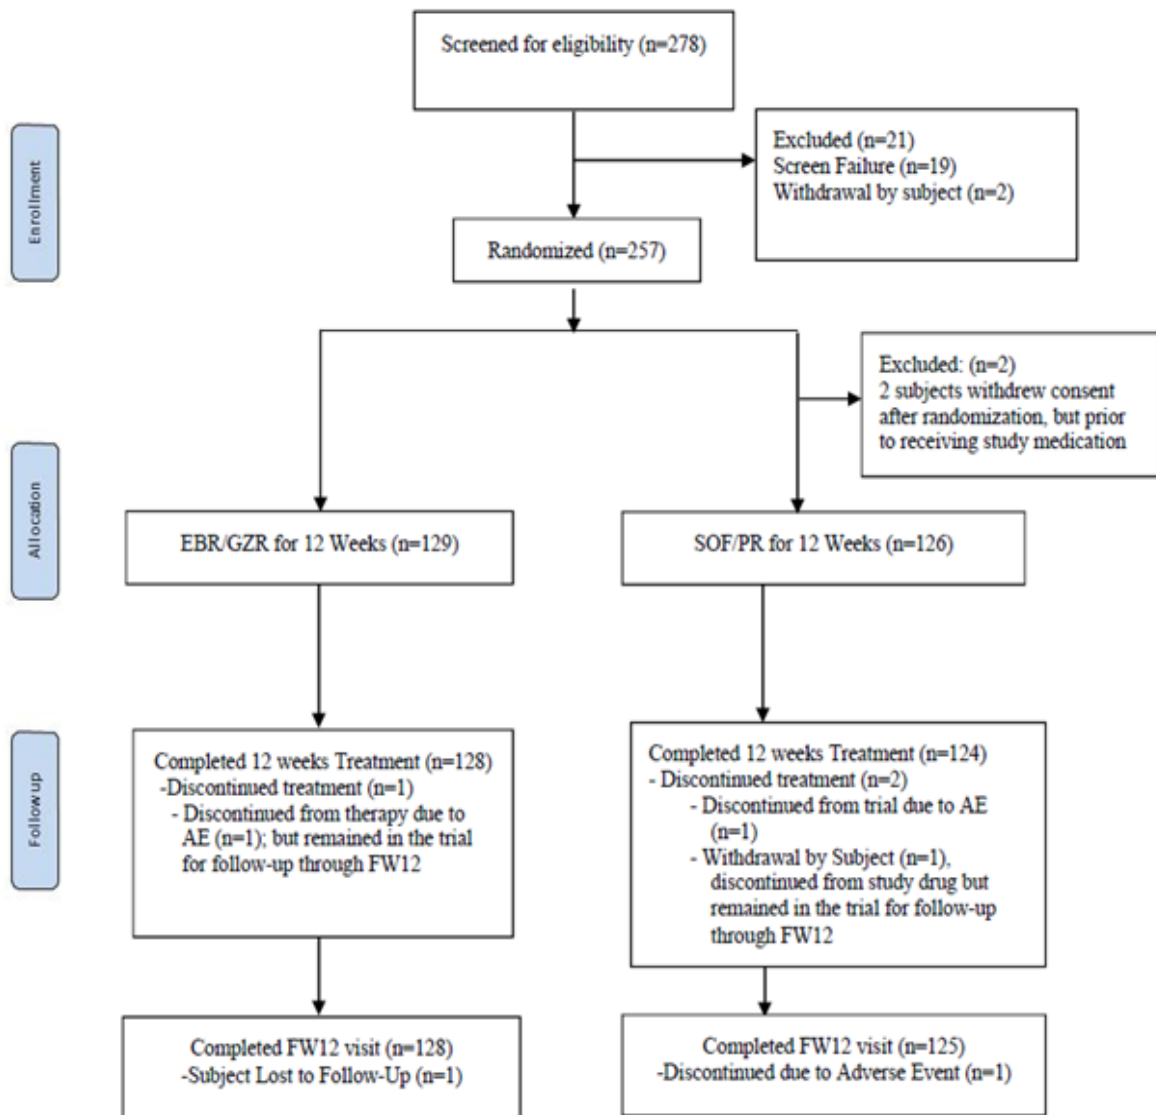 Screened for eligibility (n=278)
Enrollment
Excluded (n=21)
Screen Failure (n=19)
Withdrawal by subject (n=2)
Randomized (n=257)
Excluded: (n=2)
2 subjects withdrew consent
after randomization, but prior
to receiving study medication
Allocation
EBR/GZR for 12 Weeks (n=129)
SOF/PR for 12 Weeks (n=126)
Follow up
Completed 12 weeks Treatment (n=128)
-Discontinued treatment (n=1)
- Discontinued from therapy due to
AE (n=1); but remained in the trial
for follow-up through FW12
Completed 12 weeks Treatment (n=124)
- Discontinued treatment (n=2)
- Discontinued from trial due to AE
(n=1)
- Withdrawal by Subject (n=1),
discontinued from study drug but
remained in the trial for follow-up
through FW12
Completed FW12 visit (n=128)
-Subject Lost to Follow-Up (n=1)
Completed FW12 visit (n=125)
-Discontinued due to Adverse Event (n=1)